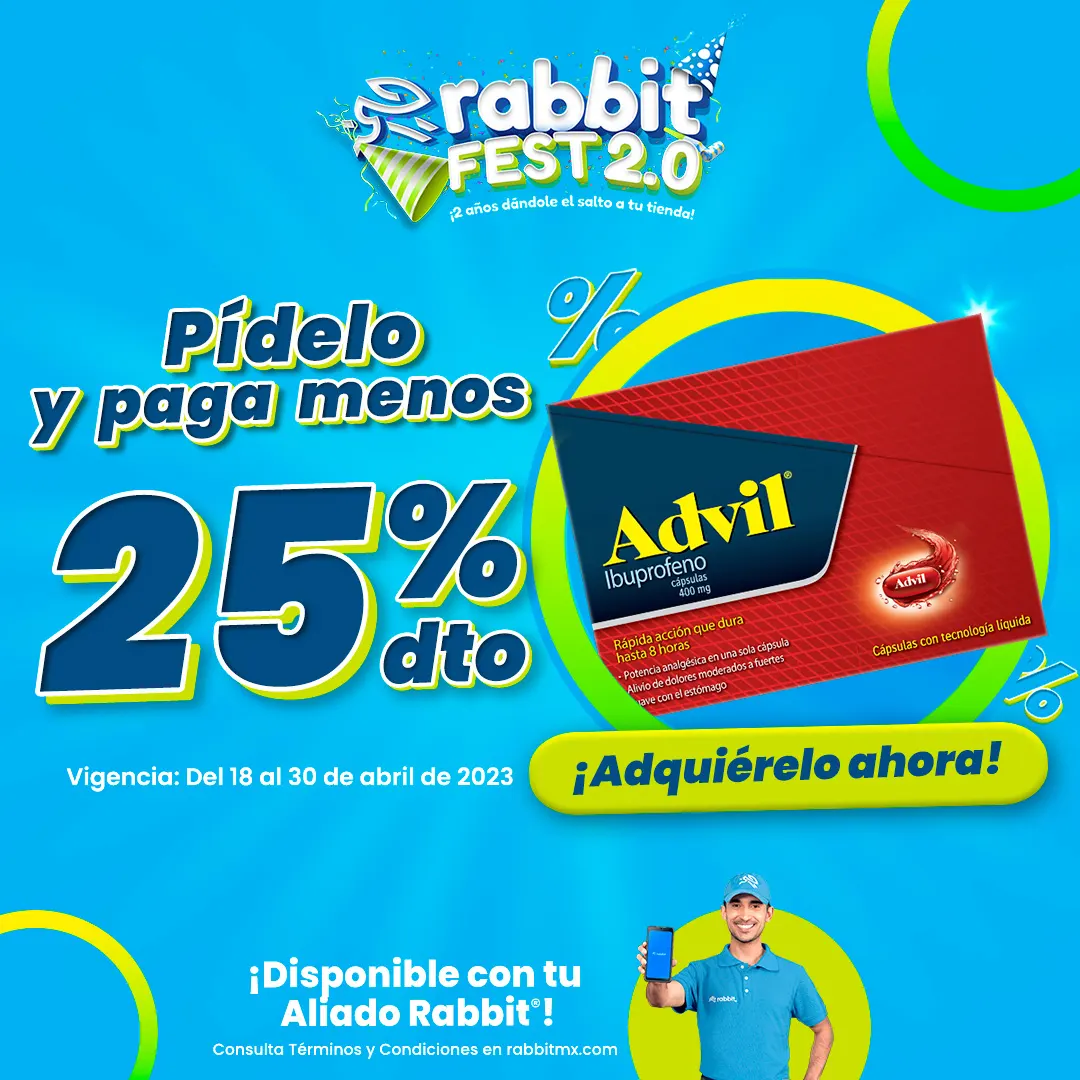 rabbit
FEST 2.0
¡2 años dándole el salto a tu tienda!
Pídelo
y paga menos
25%
dto
Advil®
Ibuprofeno
cápsulas
400 mg
Advil
Rápida acción que dura
hasta 8 horas
• Potencia analgésica en una sola cápsula
Alivio de dolores moderados a fuertes
uave con el estómago
Cápsulas con tecnología líquida
Vigencia: Del 18 al 30 de abril de 2023
¡Adquiérelo ahora!
¡Disponible con tu
Aliado Rabbit®!
Consulta Términos y Condiciones en rabbitmx.com
rabbit